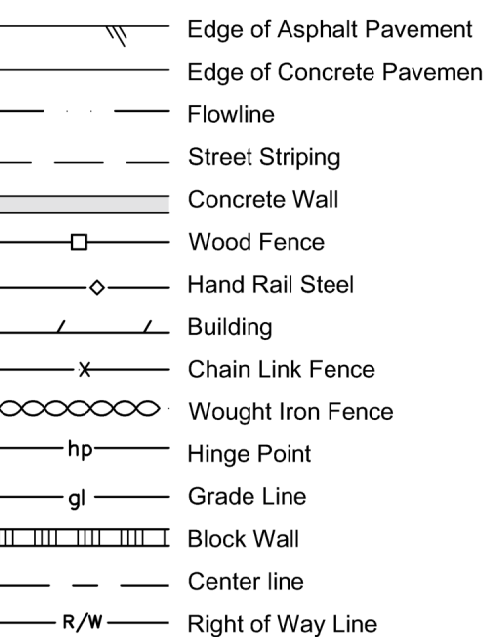 Edge of Asphalt Pavement
Edge of Concrete Pavemen
Flowline
Street Striping
Concrete Wall
Wood Fence
Hand Rail Steel
Building
X Chain Link Fence
Wought Iron Fence
hp Hinge Point
gl Grade Line
Block Wall
Center line
R/W Right of Way Line